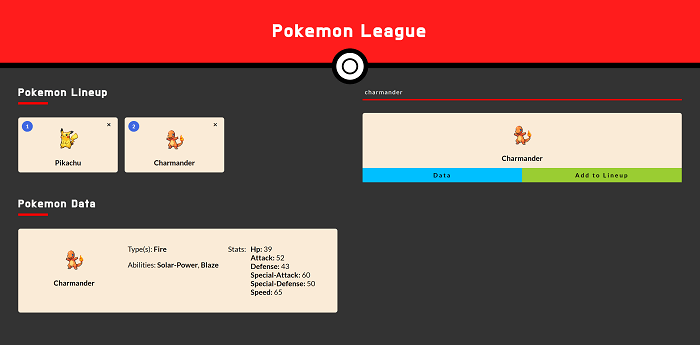 Pokemon League
Pokemon Lineup
1
×
Pikachu
2
×
Charmander
Pokemon Data
Charmander
Type(s): Fire
Abilities: Solar-Power, Blaze
Stats: Hp: 39
Attack: 52
Defense: 43
Special-Attack: 60
Special-Defense: 50
Speed: 65
charmander
Charmander
Data
Add to Lineup